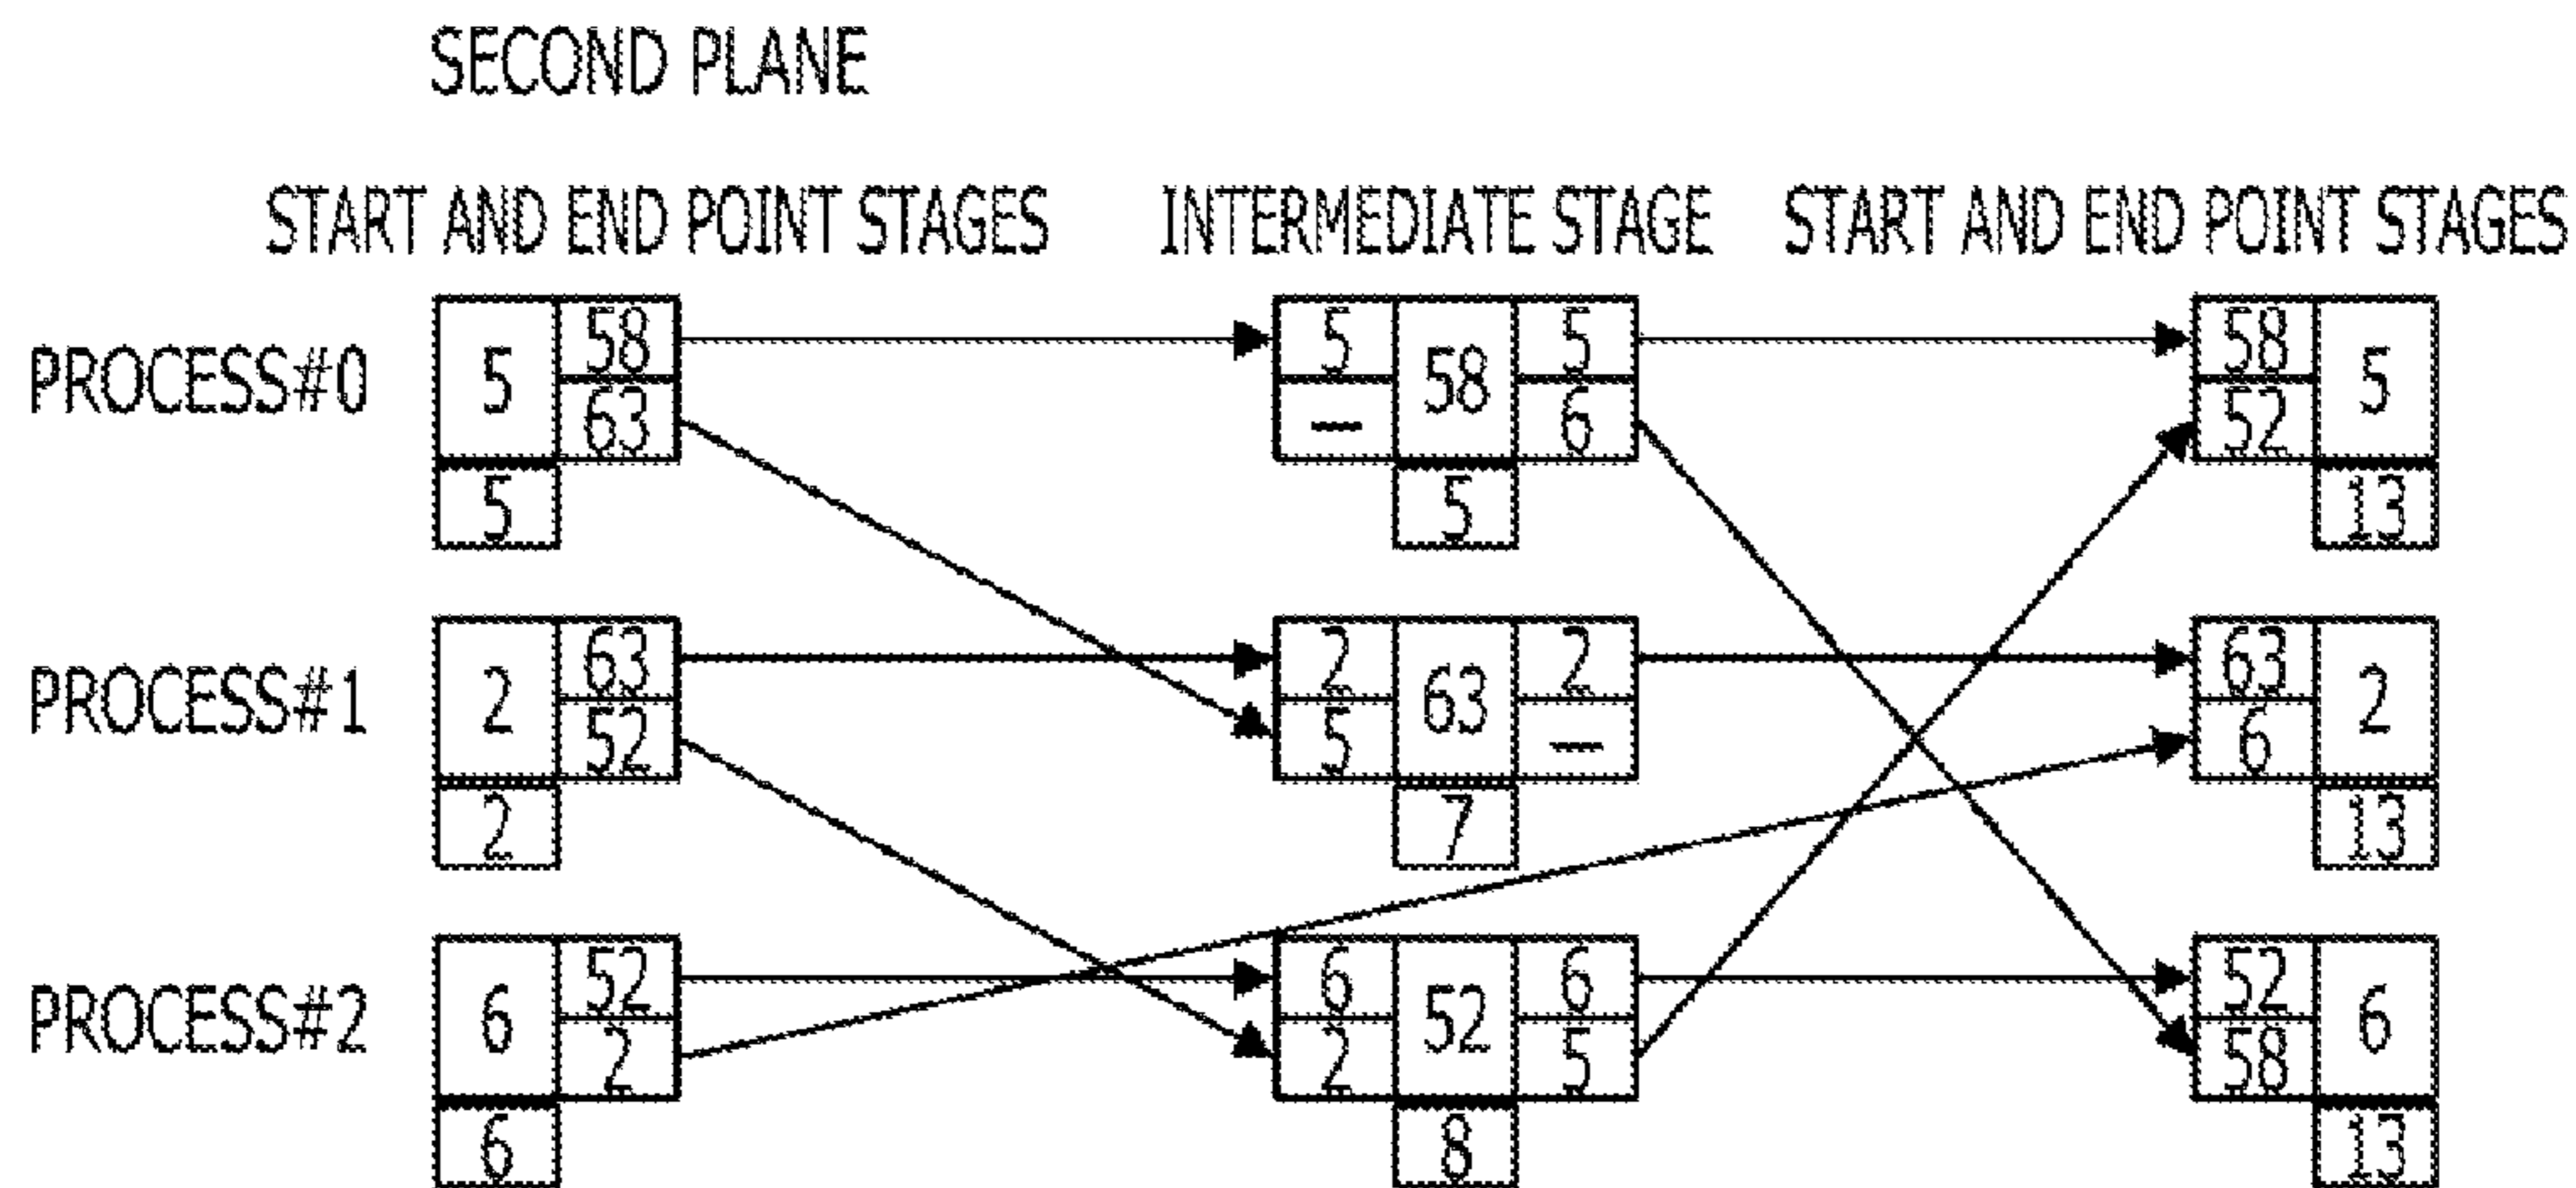 SECOND PLANE
START AND END POINT STAGES INTERMEDIATE STAGE START AND END POINT STAGES
PROCESS#0
5 58 63 5
5 — 58 5 6 5
58 52 5 13
PROCESS#1
2 63 52 2
2 5 63 2 — 7
63 6 2 13
PROCESS#2
6 52 2 6
6 2 52 6 5 8
52 58 6 13